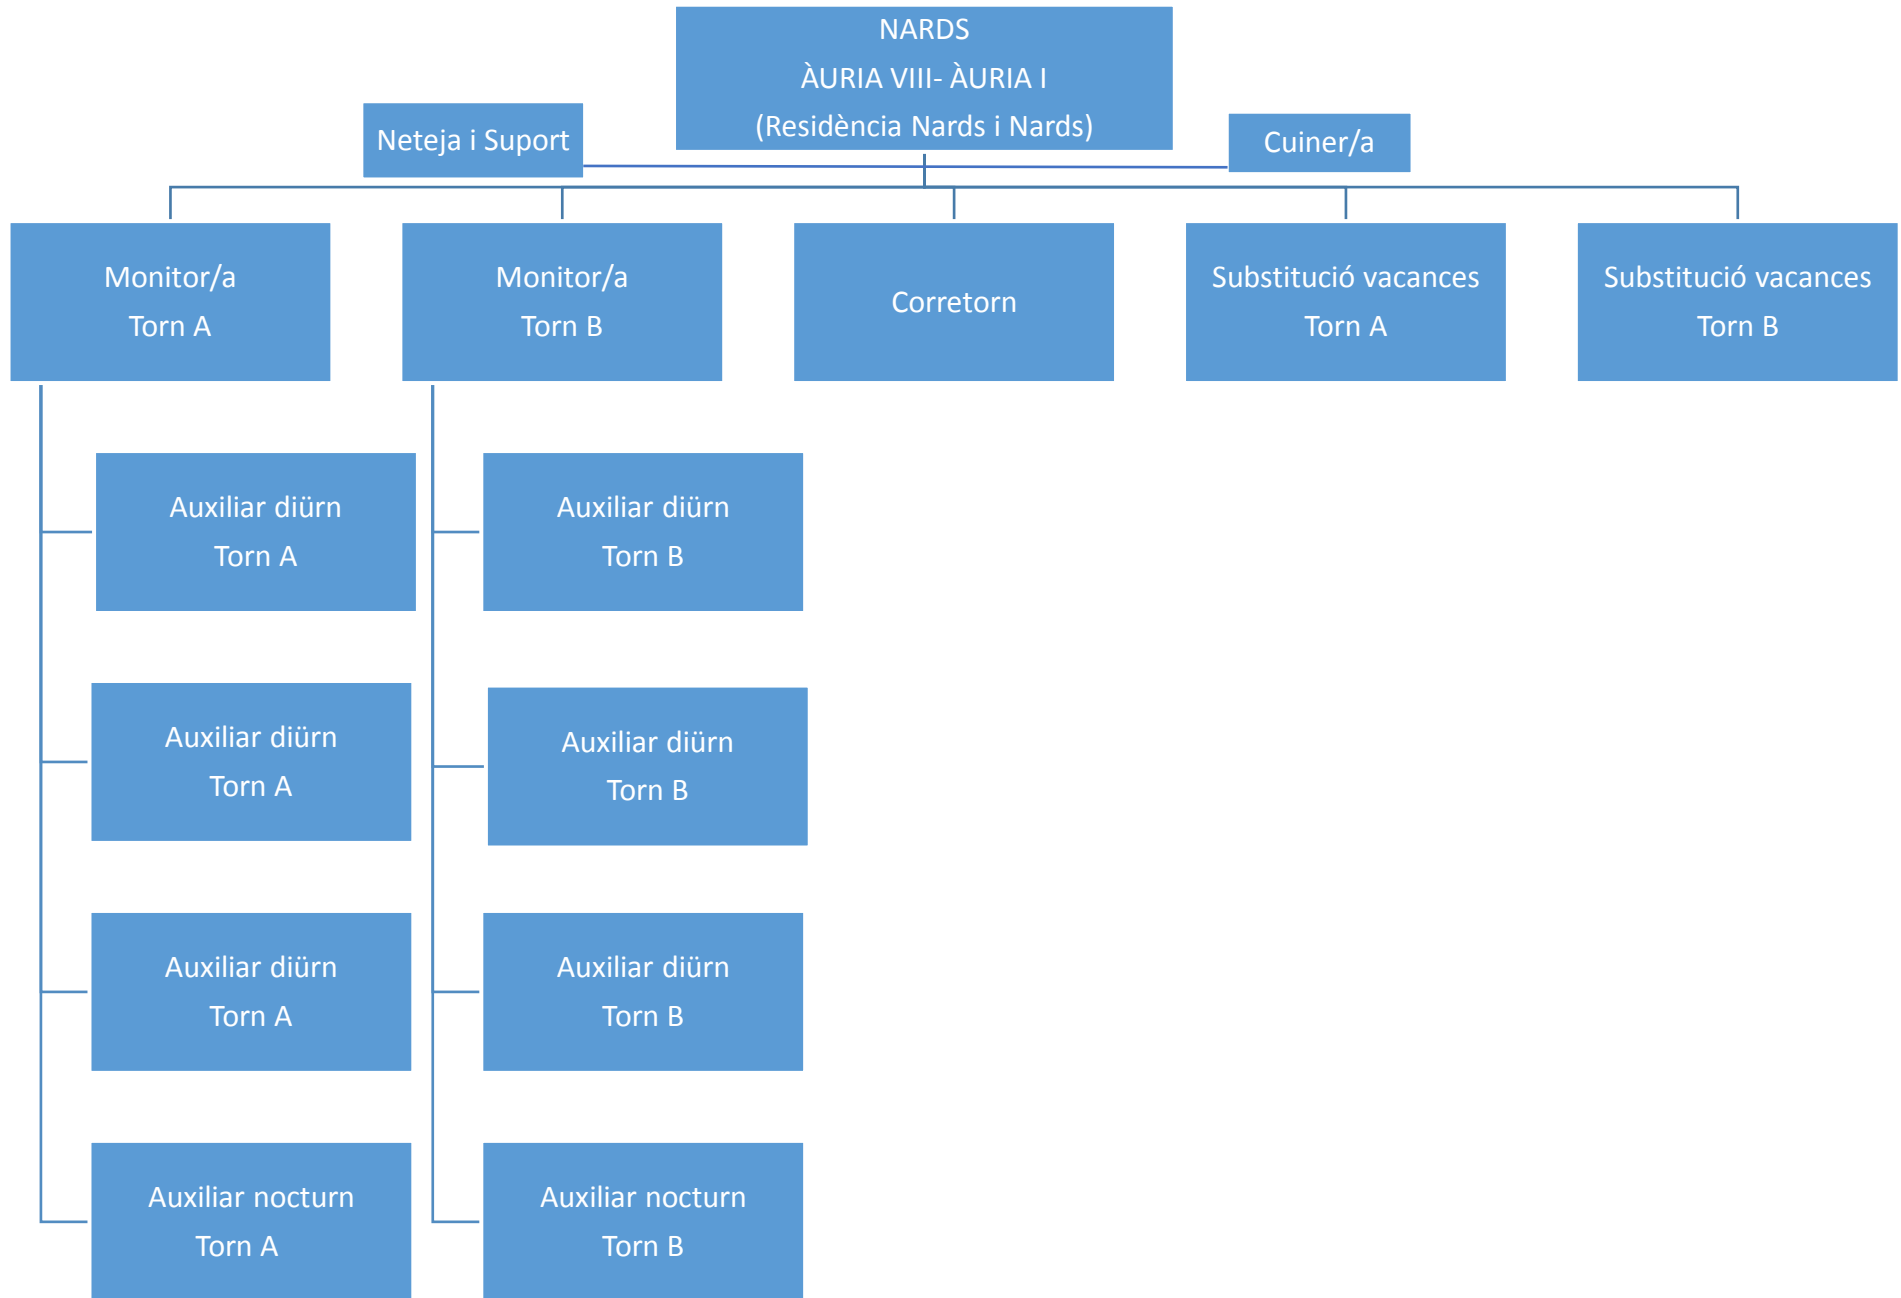 NARDS
ÀURIA VIII- ÀURIA I
(Residència Nards i Nards)
Neteja i Suport
Cuiner/a
Monitor/a
Torn A
Monitor/a
Torn B
Corretorn
Substitució vacances
Torn A
Substitució vacances
Torn B
Auxiliar diürn
Torn A
Auxiliar diürn
Torn B
Auxiliar diürn
Torn A
Auxiliar diürn
Torn B
Auxiliar diürn
Torn A
Auxiliar diürn
Torn B
Auxiliar nocturn
Torn A
Auxiliar nocturn
Torn B